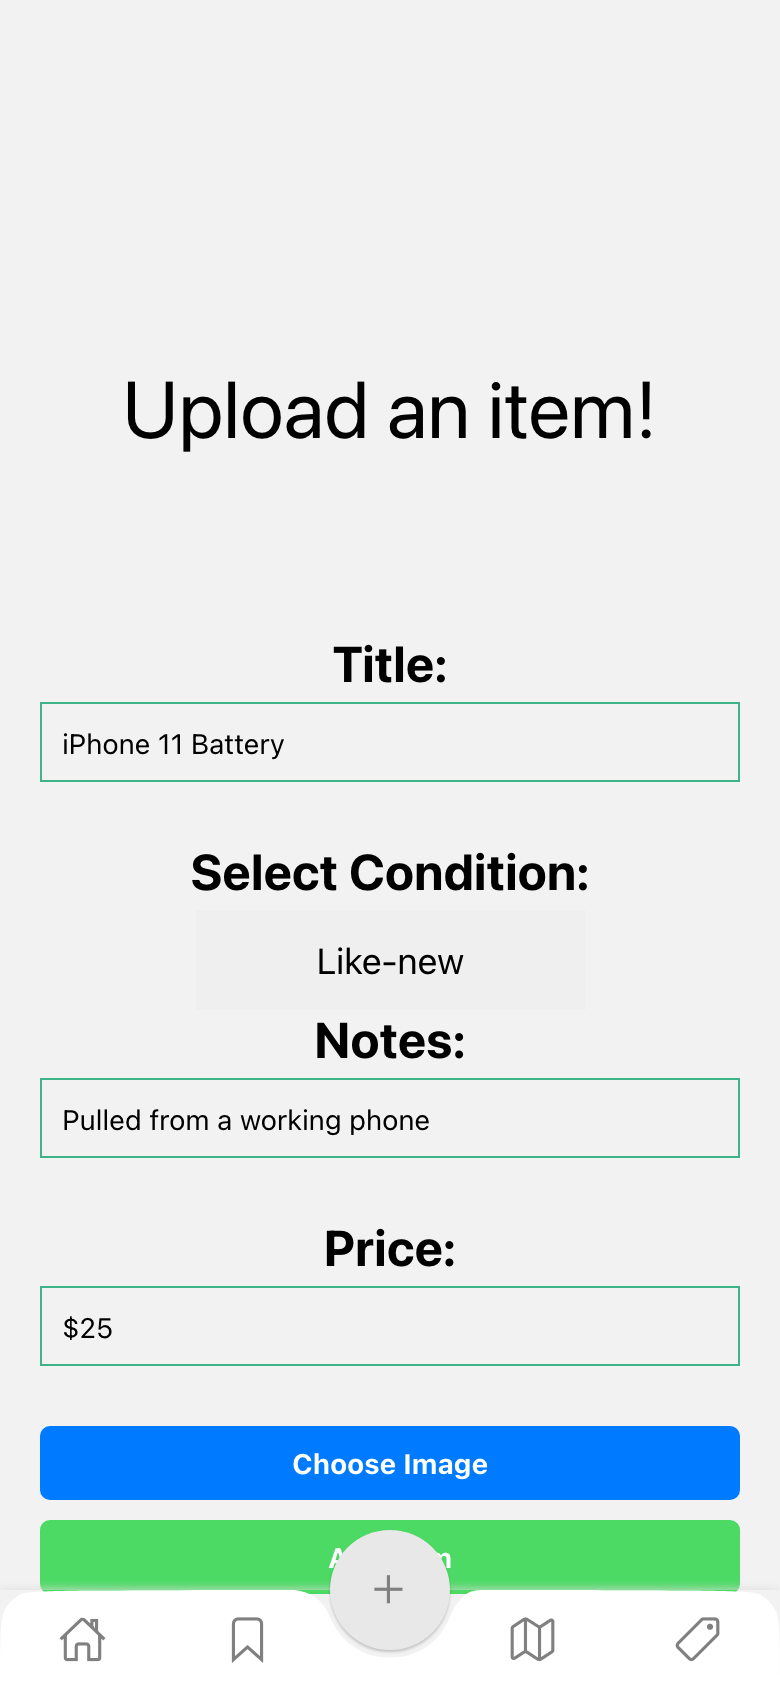 Upload an item!
Title:
iPhone 11 Battery
Select Condition:
Like-new
Notes:
Pulled from a working phone
Price:
$25
Choose Image